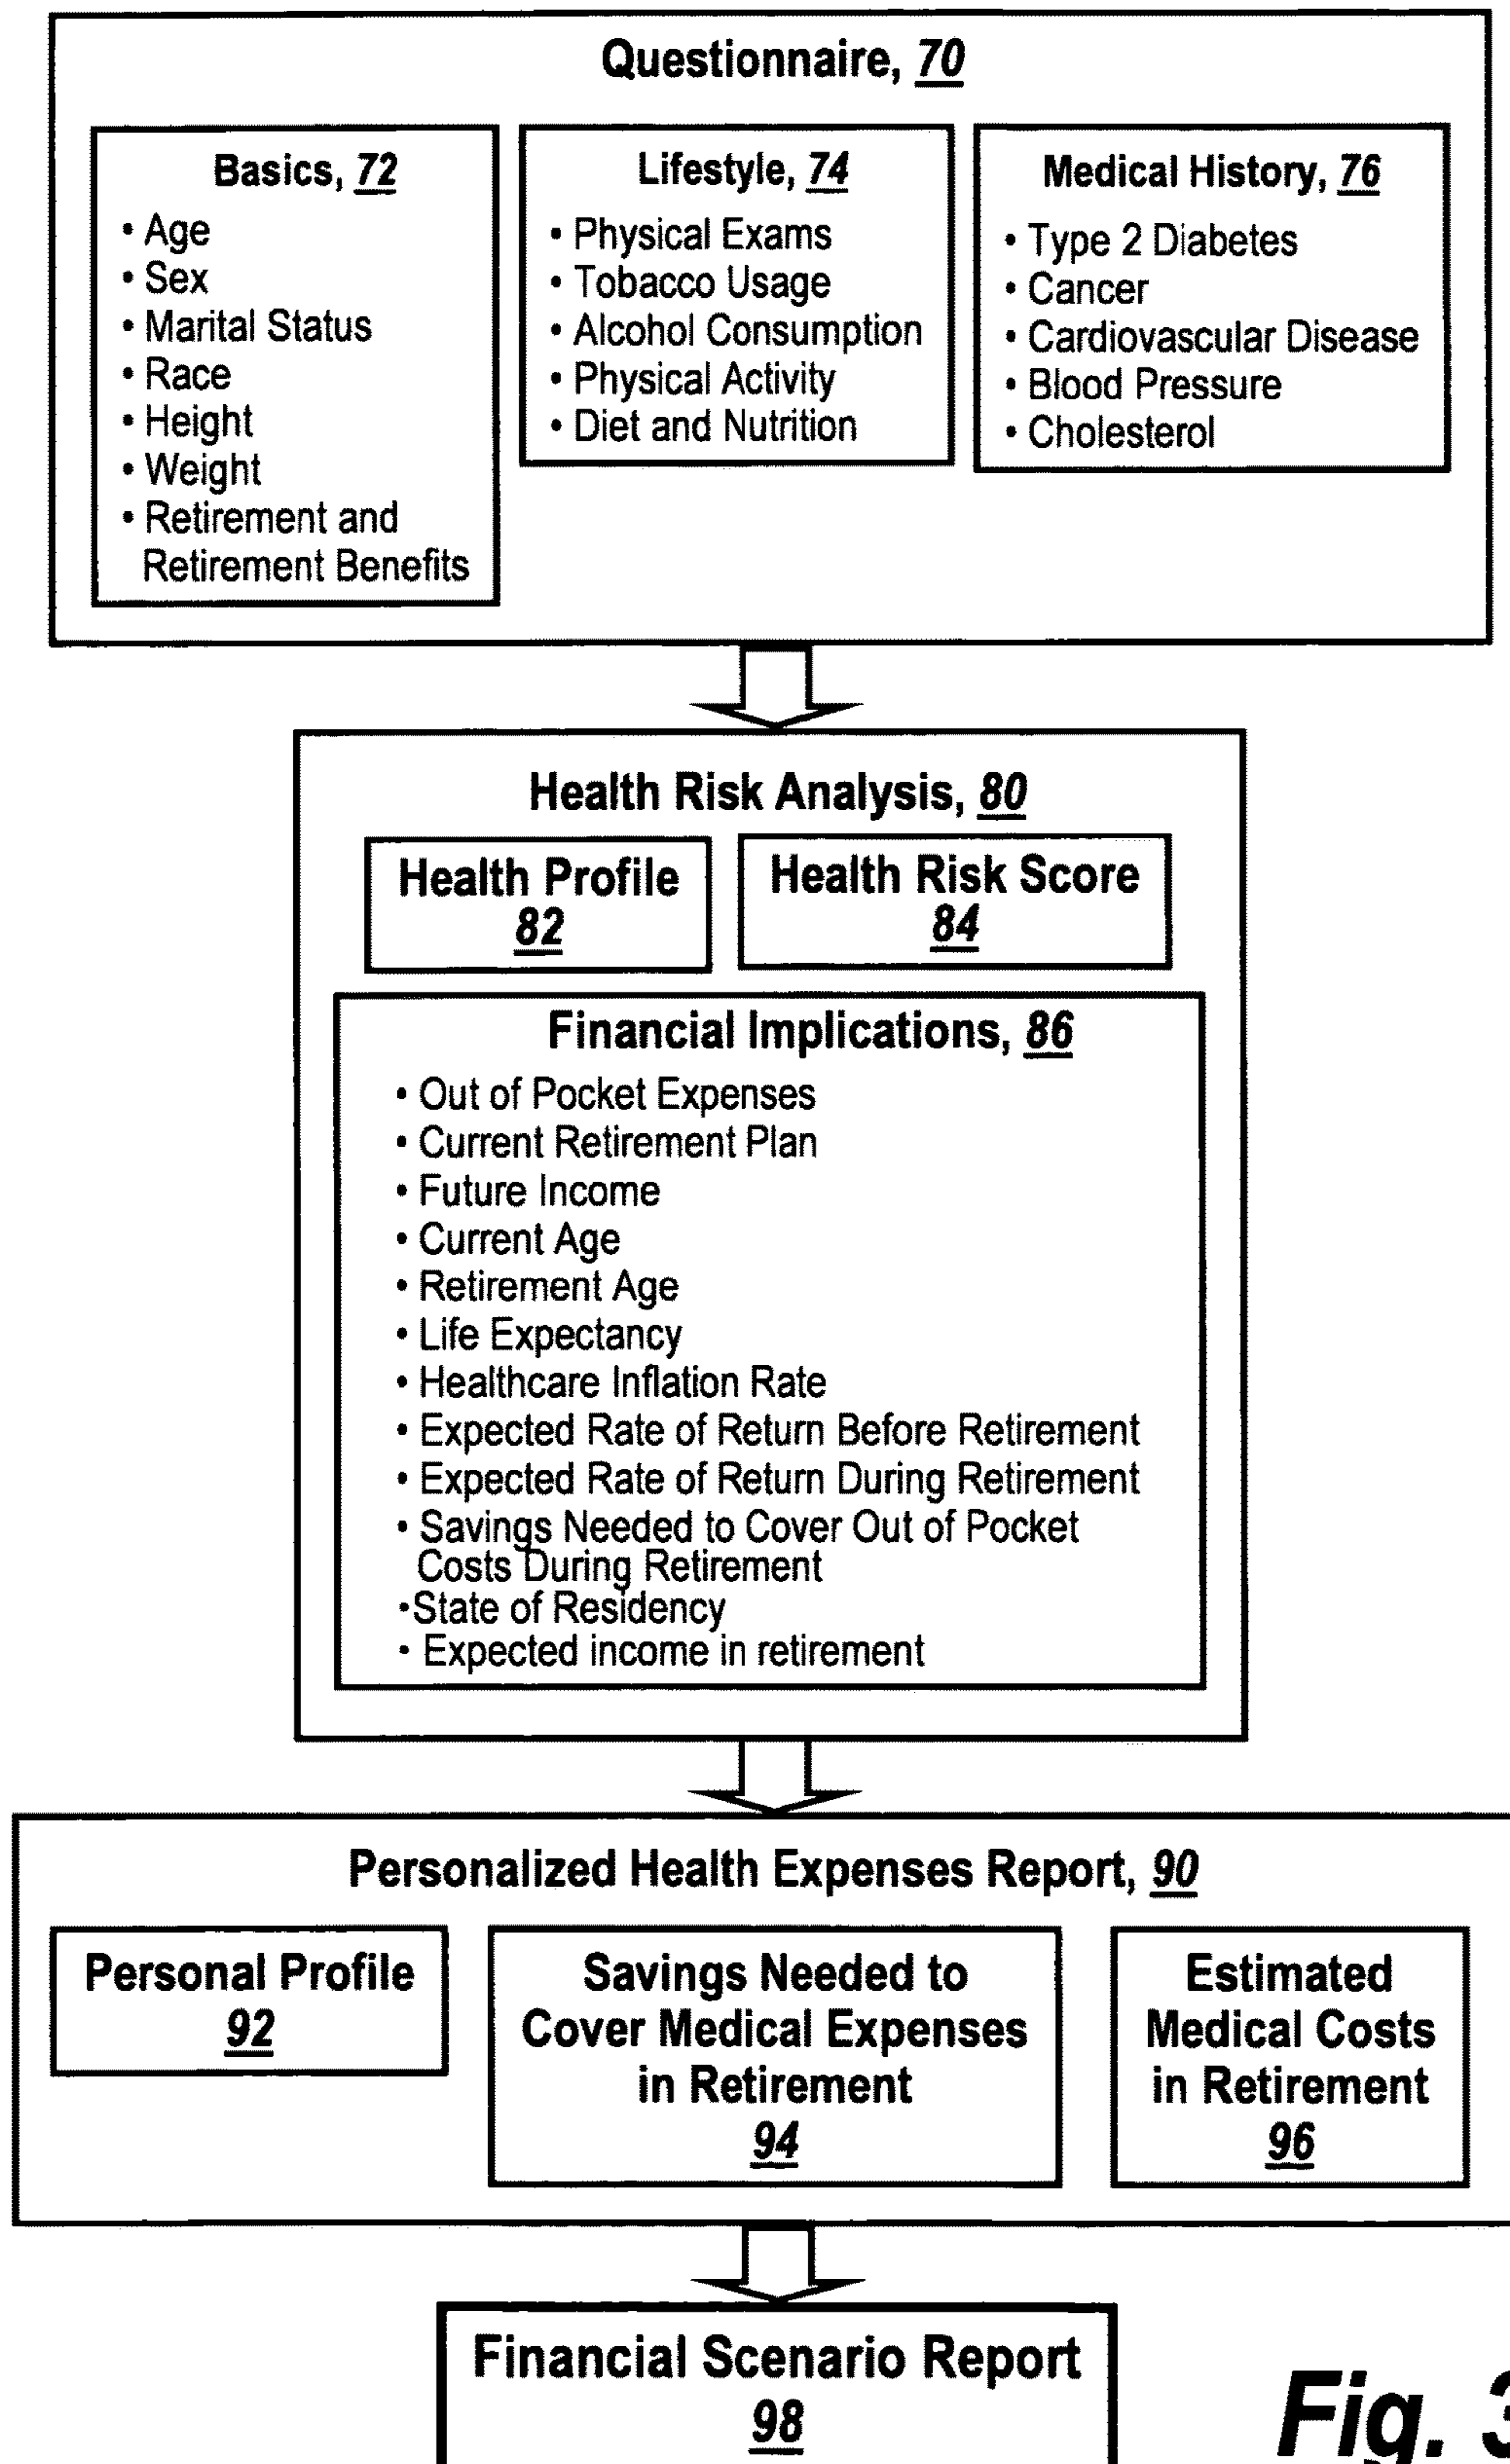 Questionnaire, 70
Basics, 72
• Age
• Sex
• Marital Status
• Race
• Height
• Weight
• Retirement and
Retirement Benefits
Lifestyle, 74
• Physical Exams
• Tobacco Usage
• Alcohol Consumption
• Physical Activity
• Diet and Nutrition
Medical History, 76
• Type 2 Diabetes
• Cancer
• Cardiovascular Disease
• Blood Pressure
• Cholesterol
Health Risk Analysis, 80
Health Profile
82
Health Risk Score
84
Financial Implications, 86
• Out of Pocket Expenses
• Current Retirement Plan
• Future Income
• Current Age
• Retirement Age
• Life Expectancy
• Healthcare Inflation Rate
• Expected Rate of Return Before Retirement
• Expected Rate of Return During Retirement
• Savings Needed to Cover Out of Pocket
Costs During Retirement
•State of Residency
• Expected income in retirement
Personalized Health Expenses Report, 90
Personal Profile
92
Savings Needed to
Cover Medical Expenses
in Retirement
94
Estimated
Medical Costs
in Retirement
96
Financial Scenario Report
98
Fig. 3